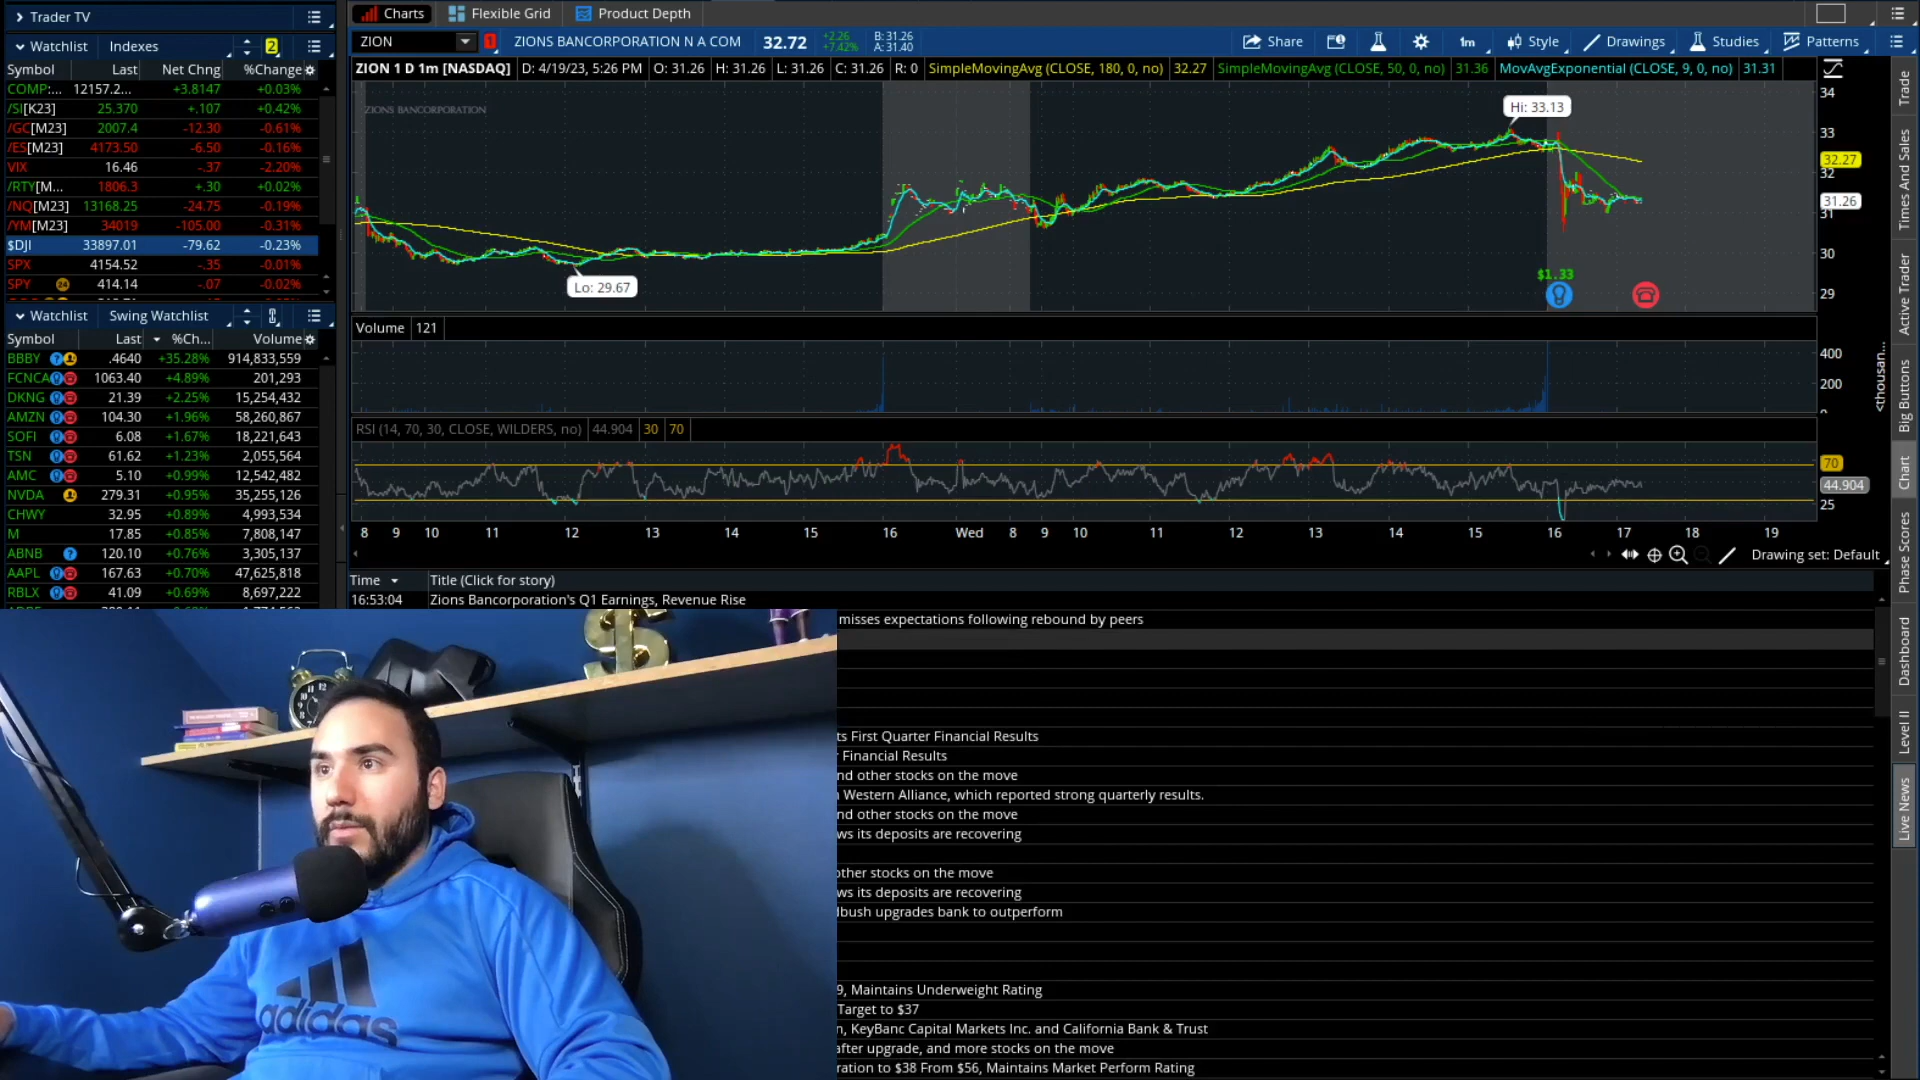 Trader TV
Watchlist Indexes 2
Symbol Last Net Chng %Change
COMP:... 12157.2... +3.8147 +0.03%
/SI[K23] 25.370 +.107 +0.42%
/GC[M23] 2007.4 -12.30 -0.61%
/ES[M23] 4173.50 -6.50 -0.16%
VIX 16.46 -.37 -2.20%
/RTY[M... 1806.3 +.30 +0.02%
/NQ[M23] 13168.25 -24.75 -0.19%
/YM[M23] 34019 -105.00 -0.31%
$DJI 33897.01 -79.62 -0.23%
SPX 4154.52 -.35 -0.01%
SPY 24 414.14 -.07 -0.02%
Watchlist Swing Watchlist
Symbol Last %Ch... Volume
BBBY .4640 +35.28% 914,833,559
FCNCA 1063.40 +4.89% 201,293
DKNG 21.39 +2.25% 15,254,432
AMZN 104.30 +1.96% 58,260,867
SOFI 6.08 +1.67% 18,221,643
TSN 61.62 +1.23% 2,055,564
AMC 5.10 +0.99% 12,542,482
NVDA 279.31 +0.95% 35,255,126
CHWY 32.95 +0.89% 4,993,534
M 17.85 +0.85% 7,808,147
ABNB ? 120.10 +0.76% 3,305,137
AAPL 167.63 +0.70% 47,625,818
RBLX 41.09 +0.69% 8,697,222
Charts Flexible Grid Product Depth
ZION 1 ZIONS BANCORPORATION N A COM 32.72 +2.26 +7.42% B: 31.26 A: 31.40 Share 1m Style Drawings Studies Patterns
ZION 1 D 1m [NASDAQ] D: 4/19/23, 5:26 PM O: 31.26 H: 31.26 L: 31.26 C: 31.26 R: 0 SimpleMovingAvg (CLOSE, 180, 0, no) 32.27 SimpleMovingAvg (CLOSE, 50, 0, no) 31.36 MovAvgExponential (CLOSE, 9, 0, no) 31.31
ZIONS BANCORPORATION
Hi: 33.13
Lo: 29.67
$1.33
34
33
32.27
32
31.26
31
30
29
Volume 121
400
200
0
<thousan...
RSI (14, 70, 30, CLOSE, WILDERS, no) 44.904 30 70
70
44.904
25
8 9 10 11 12 13 14 15 16 Wed 8 9 10 11 12 13 14 15 16 17 18 19
Drawing set: Default
Time Title (Click for story)
16:53:04 Zions Bancorporation's Q1 Earnings, Revenue Rise
misses expectations following rebound by peers
ts First Quarter Financial Results
Financial Results
nd other stocks on the move
Western Alliance, which reported strong quarterly results.
nd other stocks on the move
ws its deposits are recovering
other stocks on the move
ws its deposits are recovering
dbush upgrades bank to outperform
9, Maintains Underweight Rating
Target to $37
n, KeyBanc Capital Markets Inc. and California Bank & Trust
after upgrade, and more stocks on the move
ration to $38 From $56, Maintains Market Perform Rating
Trade
Times And Sales
Active Trader
Big Buttons
Chart
Phase Scores
Dashboard
Level II
Live News
adidas